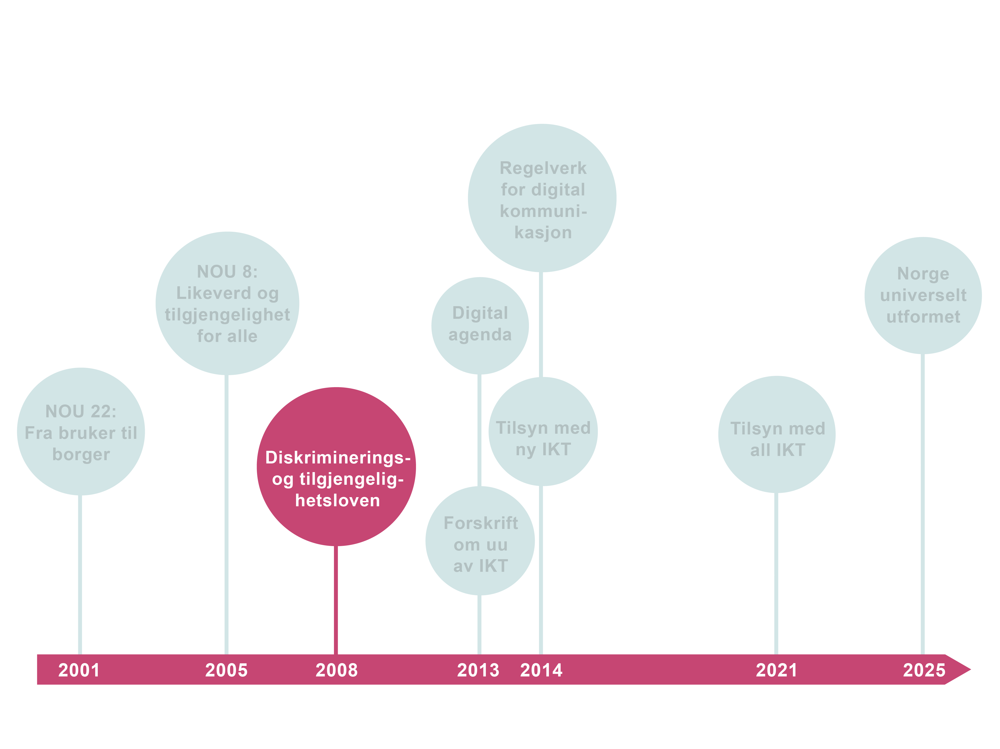 NOU 22:
Fra bruker til
borger
NOU 8:
Likeverd og
tilgjengelighet
for alle
Diskriminerings-
og tilgjengelig-
hetsloven
Digital
agenda
Forskrift
om uu
av IKT
Regelverk
for digital
kommuni-
kasjon
Tilsyn med
ny IKT
Tilsyn med
all IKT
Norge
universelt
utformet
2001 2005 2008 2013 2014 2021 2025